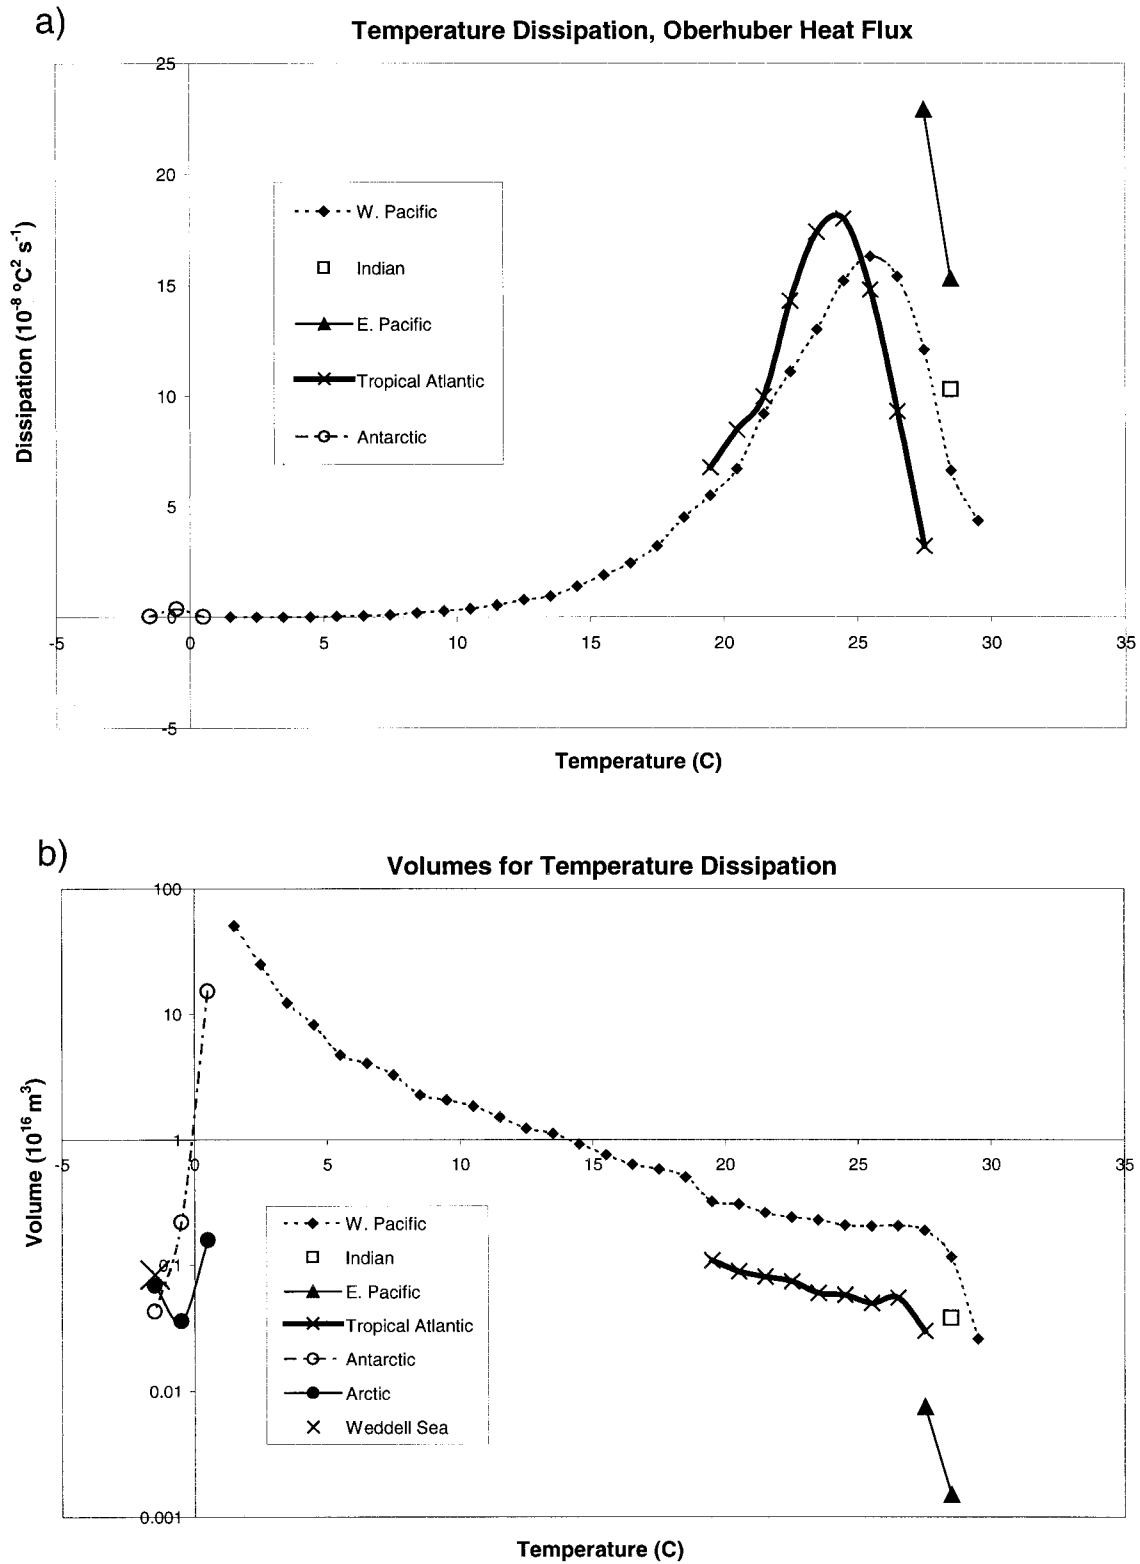 a)
Temperature Dissipation, Oberhuber Heat Flux
25
20
15
10
5
0
-5
-5 0 5 10 15 20 25 30 35
Dissipation (10⁻⁸ ºC² s⁻¹)
W. Pacific
Indian
E. Pacific
Tropical Atlantic
Antarctic
Temperature (C)
b)
Volumes for Temperature Dissipation
100
10
1
0.1
0.01
0.001
-5 0 5 10 15 20 25 30 35
Volume (10¹⁶ m³)
W. Pacific
Indian
E. Pacific
Tropical Atlantic
Antarctic
Arctic
Weddell Sea
Temperature (C)